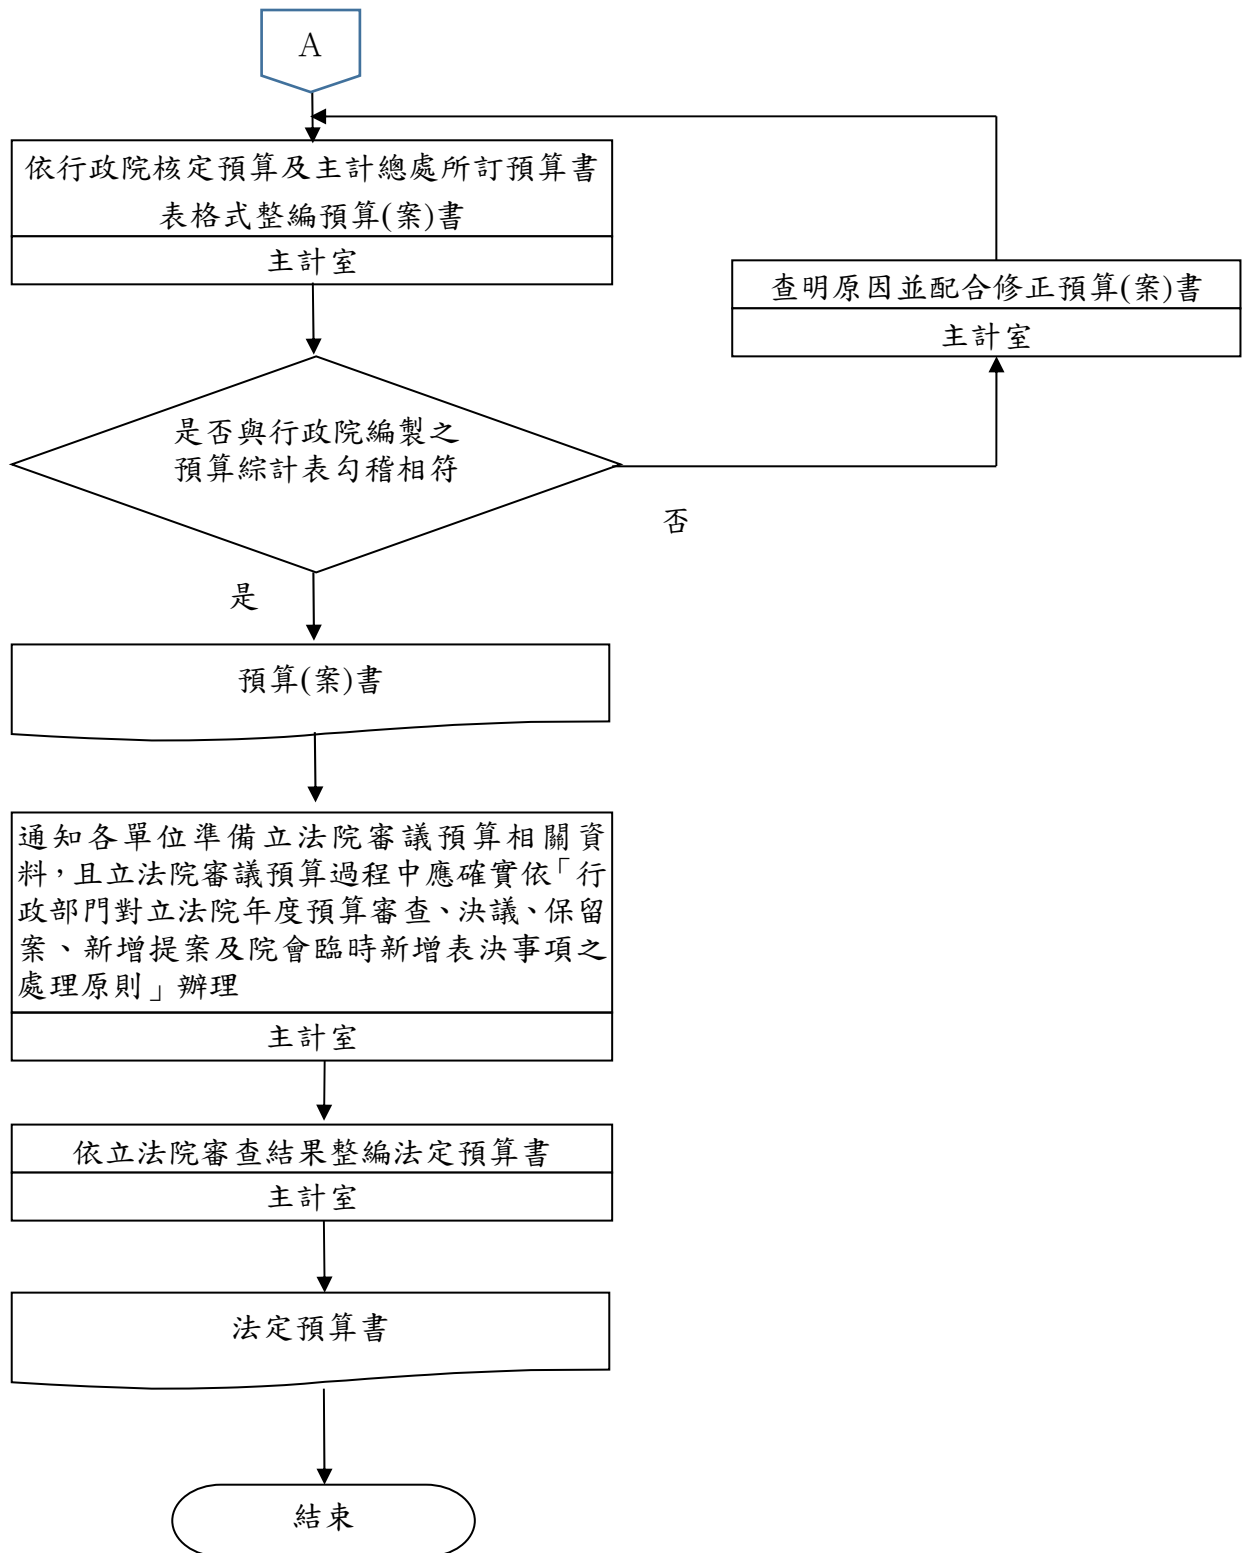 A
依行政院核定預算及主計總處所訂預算書
表格式整編預算(案)書
主計室
查明原因並配合修正預算(案)書
主計室
是否與行政院編製之
預算綜計表勾稽相符
否
是
預算(案)書
通知各單位準備立法院審議預算相關資
料，且立法院審議預算過程中應確實依「行
政部門對立法院年度預算審查、決議、保留
案、新增提案及院會臨時新增表決事項之
處理原則」辦理
主計室
依立法院審查結果整編法定預算書
主計室
法定預算書
結束